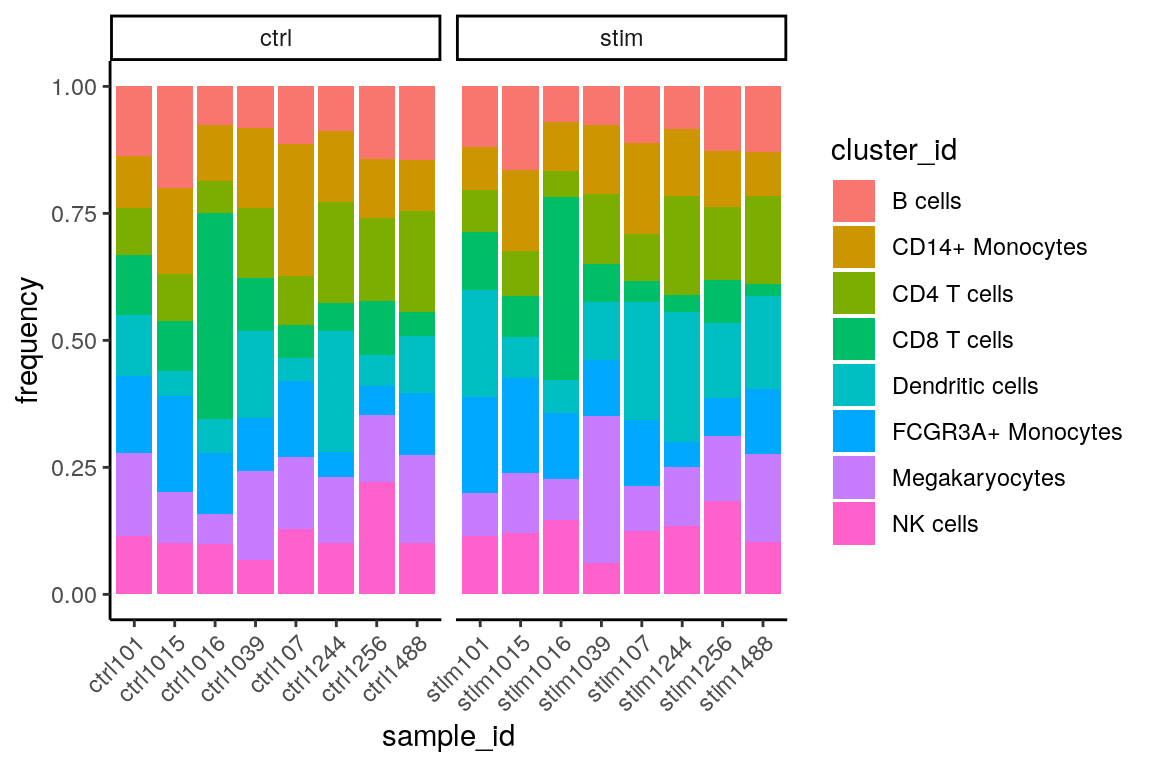 ctrl
stim
1.00
0.75
0.50
0.25
0.00
frequency
ctrl101
ctrl1015
ctrl1016
ctrl1039
ctrl107
ctrl1244
ctrl1256
ctrl1488
stim101
stim1015
stim1016
stim1039
stim107
stim1244
stim1256
stim1488
sample_id
cluster_id
B cells
CD14+ Monocytes
CD4 T cells
CD8 T cells
Dendritic cells
FCGR3A+ Monocytes
Megakaryocytes
NK cells